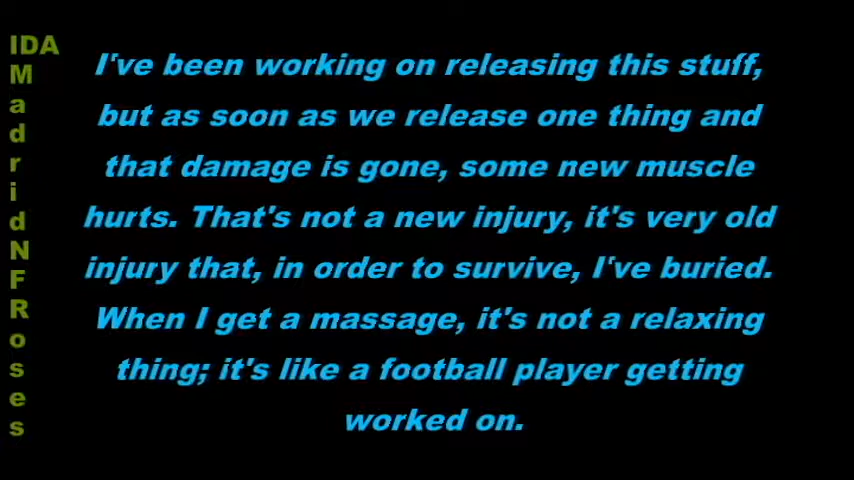 IDA
M
a
d
r
i
d
N
F
R
o
s
e
s
I've been working on releasing this stuff,
but as soon as we release one thing and
that damage is gone, some new muscle
hurts. That's not a new injury, it's very old
injury that, in order to survive, I've buried.
When I get a massage, it's not a relaxing
thing; it's like a football player getting
worked on.